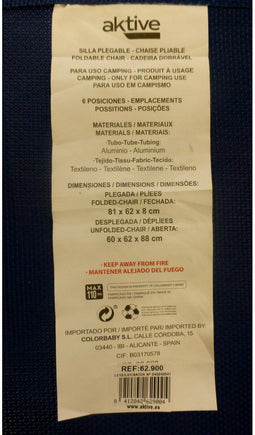 aktive
SILLA PLEGABLE - CHAISE PLIABLE
FOLDABLE CHAIR - CADEIRA DOBRÁVEL
PARA USO CAMPING - PRODUIT À USAGE
CAMPING - ONLY FOR CAMPING USE
PARA USO EM CAMPISMO
6 POSICIONES - EMPLACEMENTS
POSSITIONS - POSIÇÕES
MATERIALES / MATERIAUX
MATERIALS / MATERIAIS:
-Tubo-Tube-Tubing:
Aluminio - Aluminium
-Tejido-Tissu-Fabric-Tecido:
Textileno - Textilene - Textilene - Textileno
DIMENSIONES / DIMENSIONS / DIMENSÕES:
PLEGADA / PLIÉES
FOLDED-CHAIR / FECHADA:
81 x 62 x 8 cm
DESPLEGADA / DÉPLIÉES
UNFOLDED-CHAIR / ABERTA:
60 x 62 x 88 cm
- KEEP AWAY FROM FIRE
- MANTENER ALEJADO DEL FUEGO
MAX
110 KG
IMPORTADO POR / IMPORTÉ PAR/ IMPORTED BY:
COLORBABY S.L. CALLE CÓRDOBA, 15
03440 - IBI - ALICANTE - SPAIN
CIF: B03170578
REF:62.900
8 412842 629004
www.aktive.es